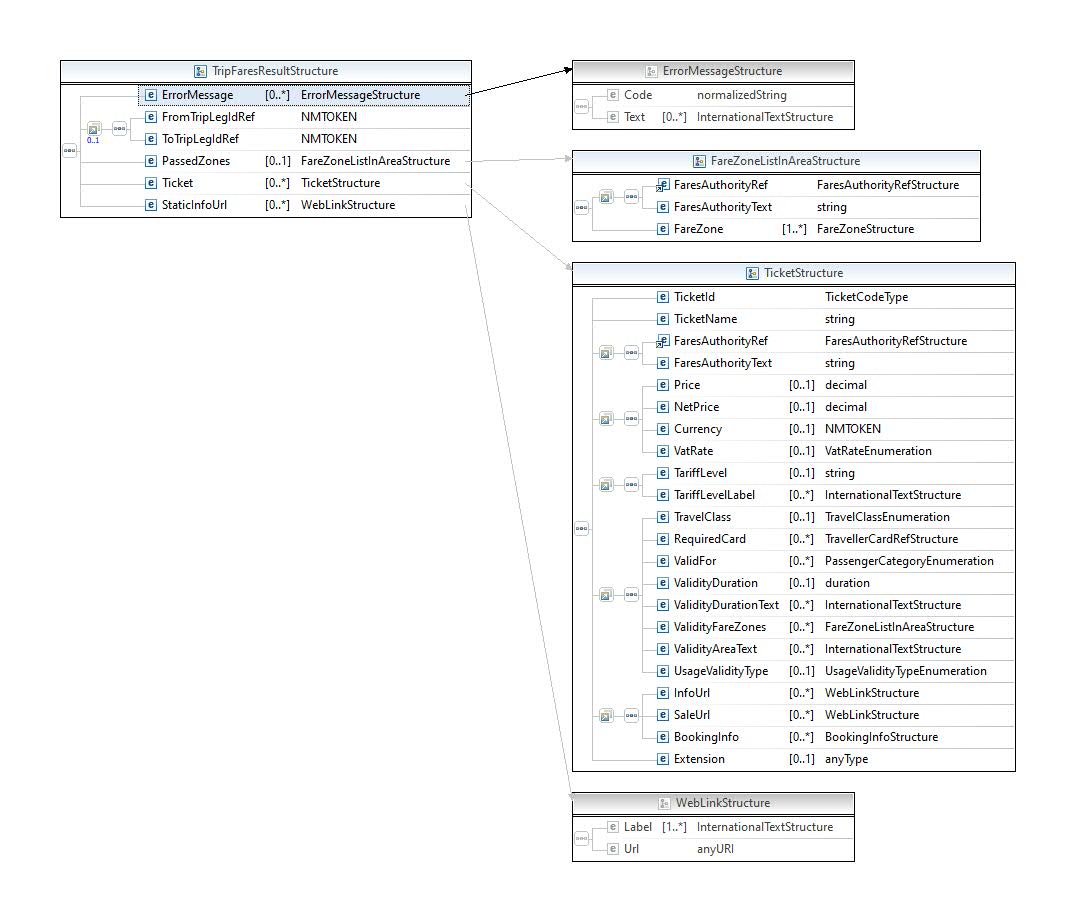 TripFaresResultStructure
ErrorMessage [0..*] ErrorMessageStructure
0..1
FromTripLegIdRef NMTOKEN
ToTripLegIdRef NMTOKEN
PassedZones [0..1] FareZoneListInAreaStructure
Ticket [0..*] TicketStructure
StaticInfoUrl [0..*] WebLinkStructure
ErrorMessageStructure
Code normalizedString
Text [0..*] InternationalTextStructure
FareZoneListInAreaStructure
FaresAuthorityRef FaresAuthorityRefStructure
FaresAuthorityText string
FareZone [1..*] FareZoneStructure
TicketStructure
TicketId TicketCodeType
TicketName string
FaresAuthorityRef FaresAuthorityRefStructure
FaresAuthorityText string
Price [0..1] decimal
NetPrice [0..1] decimal
Currency [0..1] NMTOKEN
VatRate [0..1] VatRateEnumeration
TariffLevel [0..1] string
TariffLevelLabel [0..*] InternationalTextStructure
TravelClass [0..1] TravelClassEnumeration
RequiredCard [0..*] TravellerCardRefStructure
ValidFor [0..*] PassengerCategoryEnumeration
ValidityDuration [0..1] duration
ValidityDurationText [0..*] InternationalTextStructure
ValidityFareZones [0..*] FareZoneListInAreaStructure
ValidityAreaText [0..*] InternationalTextStructure
UsageValidityType [0..1] UsageValidityTypeEnumeration
InfoUrl [0..*] WebLinkStructure
SaleUrl [0..*] WebLinkStructure
BookingInfo [0..*] BookingInfoStructure
Extension [0..1] anyType
WebLinkStructure
Label [1..*] InternationalTextStructure
Url anyURI